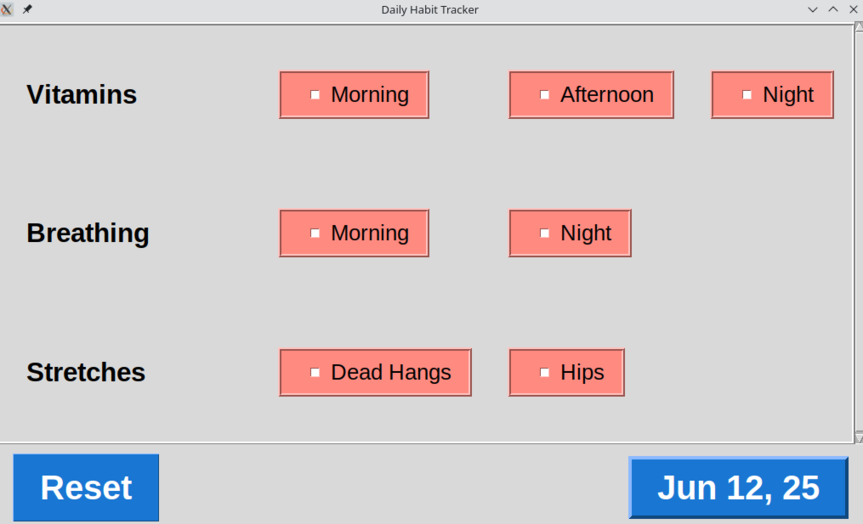 Daily Habit Tracker
Vitamins Morning Afternoon Night
Breathing Morning Night
Stretches Dead Hangs Hips
Reset Jun 12, 25